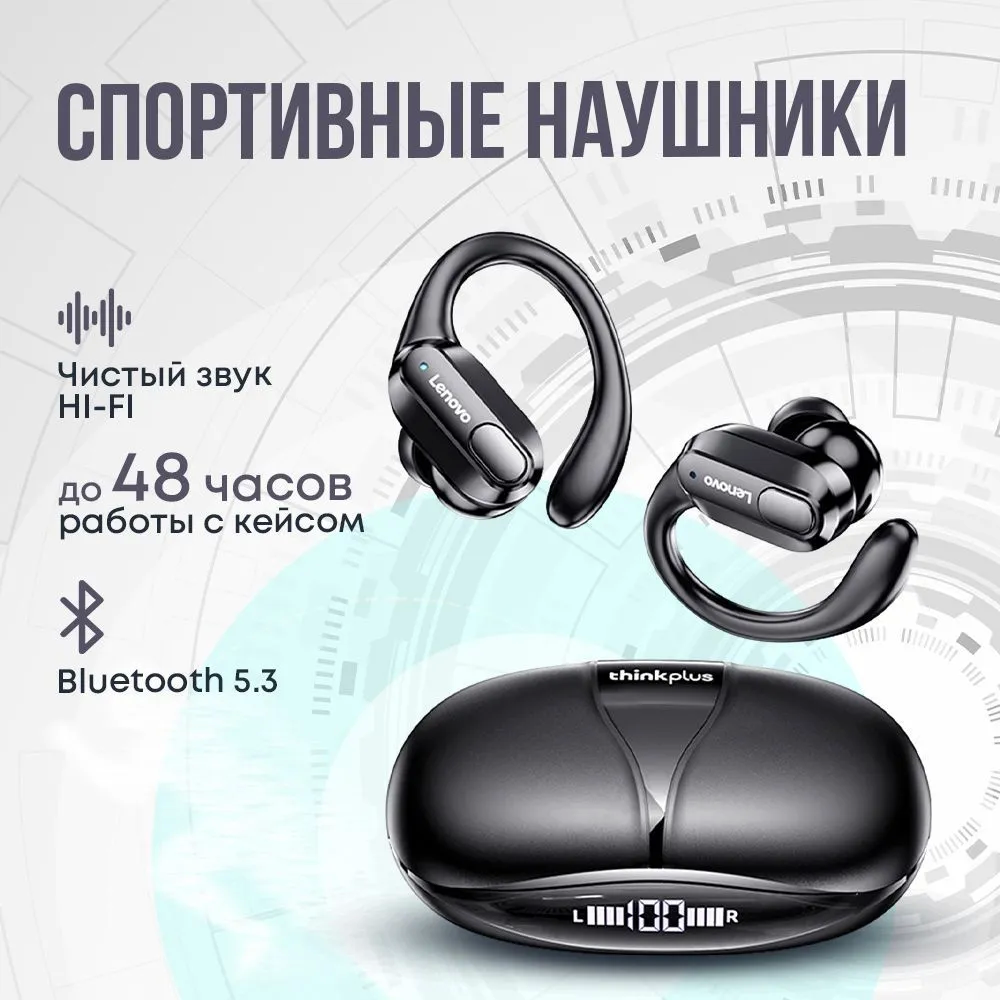 СПОРТИВНЫЕ НАУШНИКИ
Чистый звук
HI-FI
до 48 часов
работы с кейсом
Bluetooth 5.3
Lenovo
Lenovo
thinkplus
L 100 R